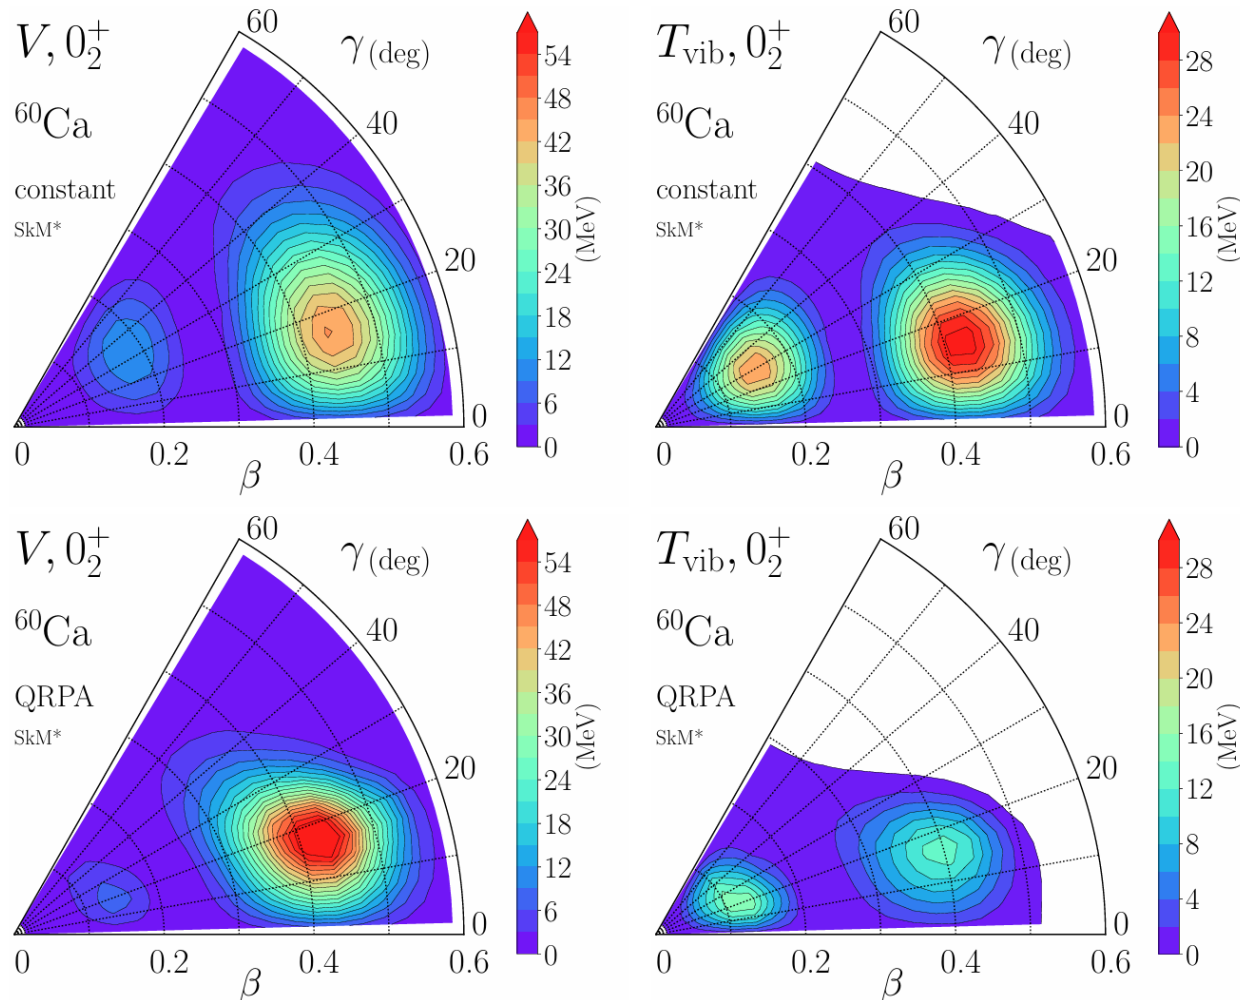 V, 0₂⁺
⁶⁰Ca
constant
SkM*
γ (deg)
60
40
20
0
0 0.2 0.4 0.6
β
54
48
42
36
30
24
18
12
6
0
(MeV)
T_vib, 0₂⁺
⁶⁰Ca
constant
SkM*
γ (deg)
60
40
20
0
0 0.2 0.4 0.6
β
28
24
20
16
12
8
4
0
(MeV)
V, 0₂⁺
⁶⁰Ca
QRPA
SkM*
γ (deg)
60
40
20
0
0 0.2 0.4 0.6
β
54
48
42
36
30
24
18
12
6
0
(MeV)
T_vib, 0₂⁺
⁶⁰Ca
QRPA
SkM*
γ (deg)
60
40
20
0
0 0.2 0.4 0.6
β
28
24
20
16
12
8
4
0
(MeV)